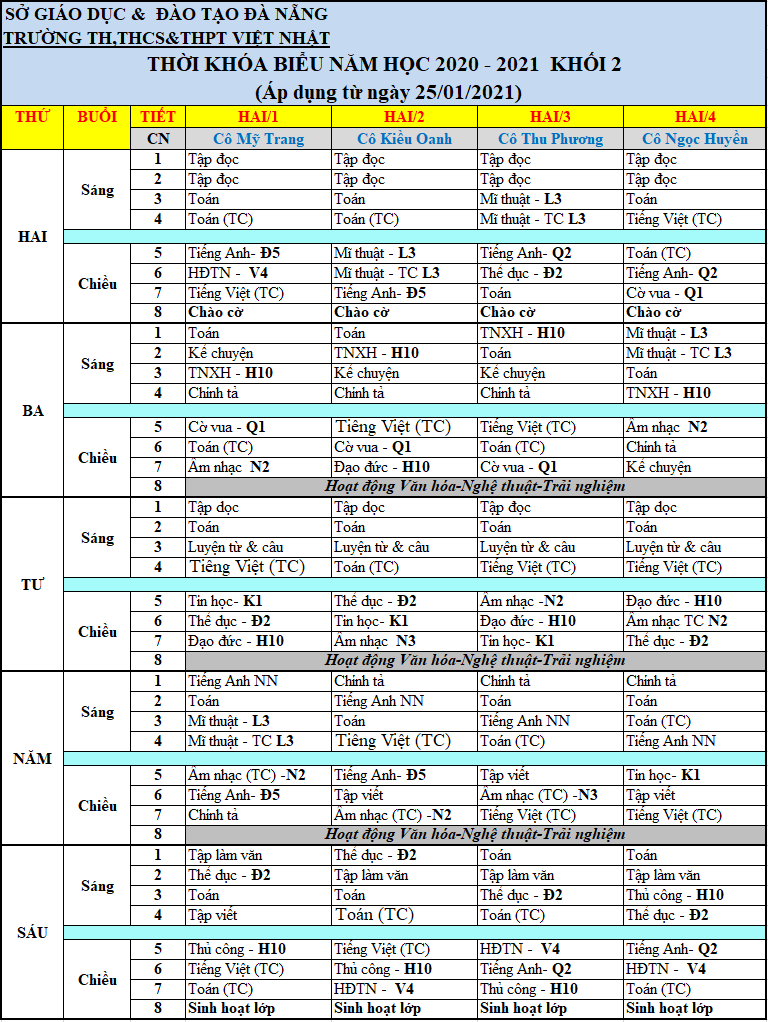 SỞ GIÁO DỤC & ĐÀO TẠO ĐÀ NẴNG
TRƯỜNG TH,THCS&THPT VIỆT NHẬT
THỜI KHÓA BIỂU NĂM HỌC 2020 - 2021 KHỐI 2
(Áp dụng từ ngày 25/01/2021)
THỨ BUỔI TIẾT HAI/1 HAI/2 HAI/3 HAI/4
CN Cô Mỹ Trang Cô Kiều Oanh Cô Thu Phương Cô Ngọc Huyền
HAI
Sáng
1 Tập đọc Tập đọc Tập đọc Tập đọc
2 Tập đọc Tập đọc Tập đọc Tập đọc
3 Toán Toán Mĩ thuật - L3 Toán
4 Toán (TC) Toán (TC) Mĩ thuật - TC L3 Tiếng Việt (TC)
Chiều
5 Tiếng Anh- Đ5 Mĩ thuật - L3 Tiếng Anh- Q2 Toán (TC)
6 HĐTN - V4 Mĩ thuật - TC L3 Thể dục - Đ2 Tiếng Anh- Q2
7 Tiếng Việt (TC) Tiếng Anh- Đ5 Toán Cờ vua - Q1
8 Chào cờ Chào cờ Chào cờ Chào cờ
BA
Sáng
1 Toán Toán TNXH - H10 Mĩ thuật - L3
2 Kể chuyện TNXH - H10 Toán Mĩ thuật - TC L3
3 TNXH - H10 Kể chuyện Kể chuyện Toán
4 Chính tả Chính tả Chính tả TNXH - H10
Chiều
5 Cờ vua - Q1 Tiếng Việt (TC) Tiếng Việt (TC) Âm nhạc N2
6 Toán (TC) Cờ vua - Q1 Toán (TC) Chính tả
7 Âm nhạc N2 Đạo đức - H10 Cờ vua - Q1 Kể chuyện
8 Hoạt động Văn hóa-Nghệ thuật-Trải nghiệm
TƯ
Sáng
1 Tập đọc Tập đọc Tập đọc Tập đọc
2 Toán Toán Toán Toán
3 Luyện từ & câu Luyện từ & câu Luyện từ & câu Luyện từ & câu
4 Tiếng Việt (TC) Toán (TC) Tiếng Việt (TC) Tiếng Việt (TC)
Chiều
5 Tin học- K1 Thể dục - Đ2 Âm nhạc -N2 Đạo đức - H10
6 Thể dục - Đ2 Tin học- K1 Đạo đức - H10 Âm nhạc TC N2
7 Đạo đức - H10 Âm nhạc N3 Tin học- K1 Thể dục - Đ2
8 Hoạt động Văn hóa-Nghệ thuật-Trải nghiệm
NĂM
Sáng
1 Tiếng Anh NN Chính tả Chính tả Chính tả
2 Toán Tiếng Anh NN Toán Toán
3 Mĩ thuật - L3 Toán Tiếng Anh NN Toán (TC)
4 Mĩ thuật - TC L3 Tiếng Việt (TC) Toán (TC) Tiếng Anh NN
Chiều
5 Âm nhạc (TC) -N2 Tiếng Anh- Đ5 Tập viết Tin học- K1
6 Tiếng Anh- Đ5 Tập viết Âm nhạc (TC) -N3 Tập viết
7 Chính tả Âm nhạc (TC) -N2 Tiếng Việt (TC) Tiếng Việt (TC)
8 Hoạt động Văn hóa-Nghệ thuật-Trải nghiệm
SÁU
Sáng
1 Tập làm văn Thể dục - Đ2 Toán Toán
2 Thể dục - Đ2 Tập làm văn Tập làm văn Tập làm văn
3 Toán Toán Thể dục - Đ2 Thủ công - H10
4 Tập viết Toán (TC) Toán (TC) Thể dục - Đ2
Chiều
5 Thủ công - H10 Tiếng Việt (TC) HĐTN - V4 Tiếng Anh- Q2
6 Tiếng Việt (TC) Thủ công - H10 Tiếng Anh- Q2 HĐTN - V4
7 Toán (TC) HĐTN - V4 Thủ công - H10 Toán (TC)
8 Sinh hoạt lớp Sinh hoạt lớp Sinh hoạt lớp Sinh hoạt lớp